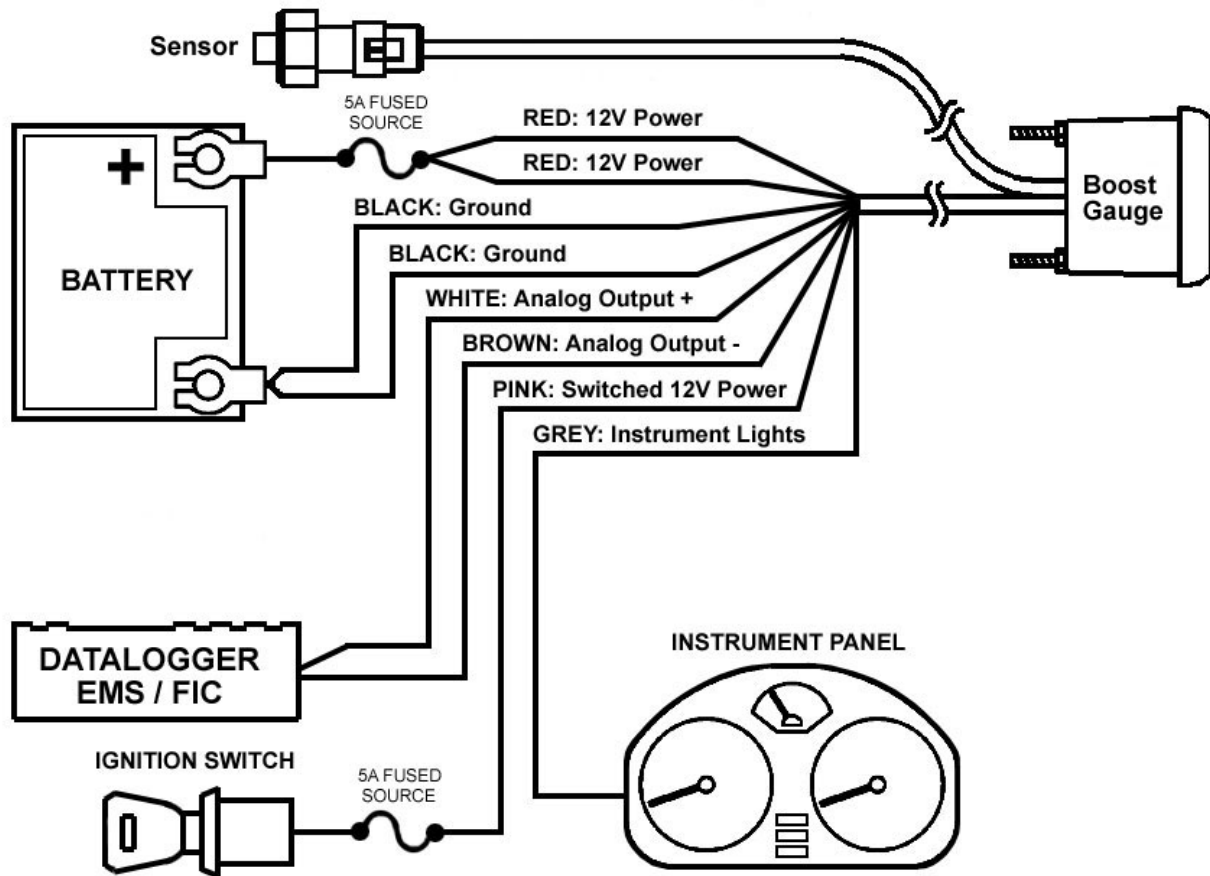 Sensor
5A FUSED
SOURCE
RED: 12V Power
RED: 12V Power
+
BLACK: Ground
BLACK: Ground
BATTERY
Boost
Gauge
WHITE: Analog Output +
BROWN: Analog Output -
PINK: Switched 12V Power
GREY: Instrument Lights
DATALOGGER
EMS / FIC
INSTRUMENT PANEL
IGNITION SWITCH
5A FUSED
SOURCE